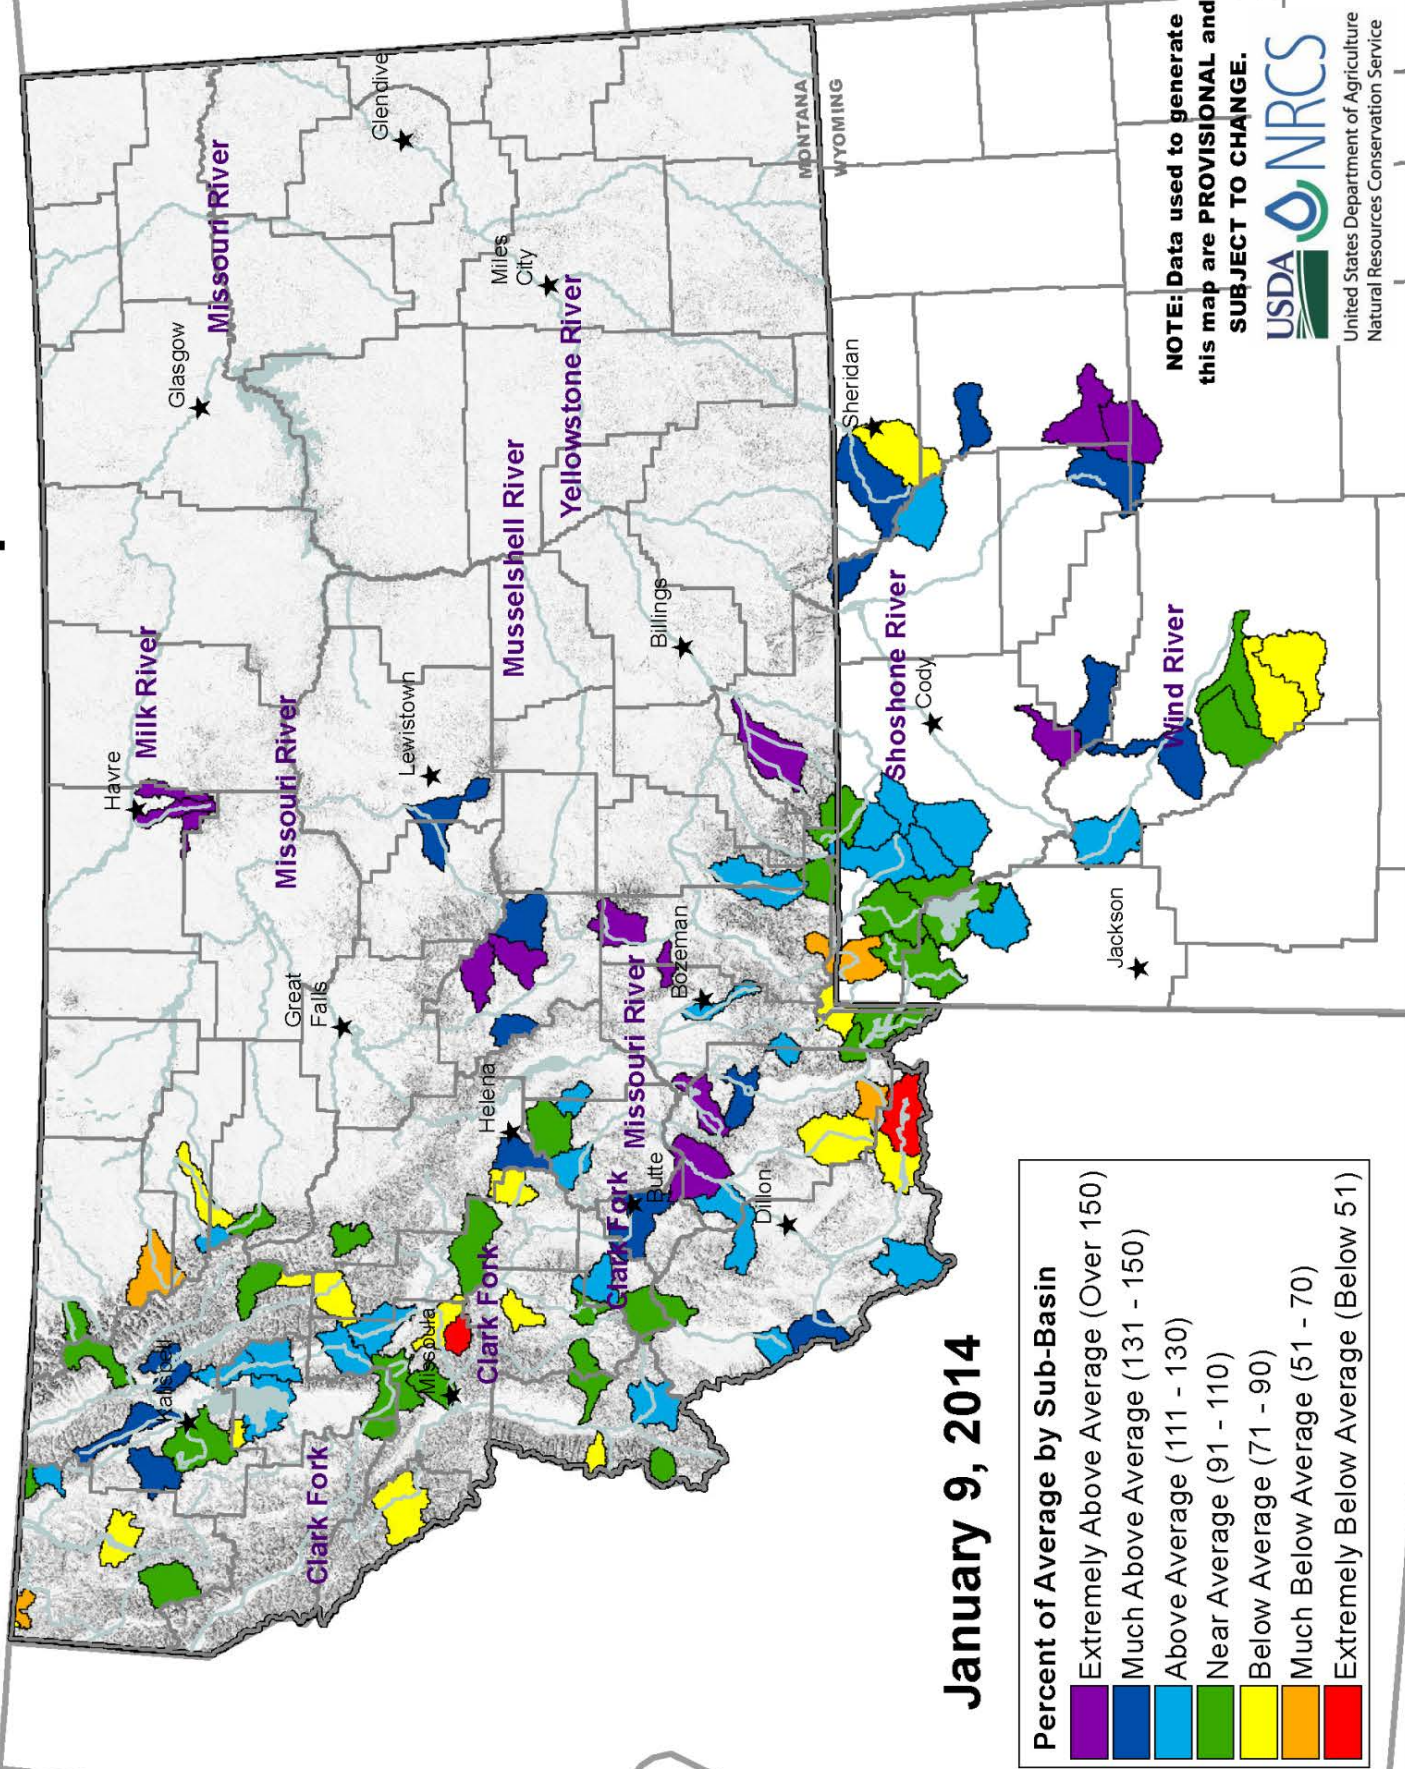 Missouri River
Glendive
MONTANA
WYOMING
Glasgow
Miles
City
Yellowstone River
Musselshell River
Sheridan
Havre
Milk River
Missouri River
Lewistown
Billings
Shoshone River
Cody
Wind River
Great
Falls
Helena
Missouri River
Bozeman
Jackson
Butte
Clark Fork
Dillon
Kalispell
Missoula
Clark Fork
Clark Fork
January 9, 2014
Percent of Average by Sub-Basin
Extremely Above Average (Over 150)
Much Above Average (131 - 150)
Above Average (1111 - 130)
Near Average (91 - 110)
Below Average (71 - 90)
Much Below Average (51 - 70)
Extremely Below Average (Below 51)
NOTE: Data used to generate
this map are PROVISIONAL and
SUBJECT TO CHANGE.
USDA NRCS
United States Department of Agriculture
Natural Resources Conservation Service